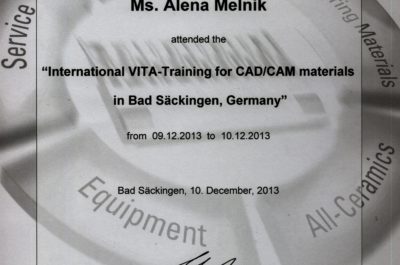 Ms. Alena Melnik
attended the
“International VITA-Training for CAD/CAM materials
in Bad Säckingen, Germany”
from 09.12.2013 to 10.12.2013
Bad Säckingen, 10. December, 2013
Service
Materials
Equipment
All-Ceramics